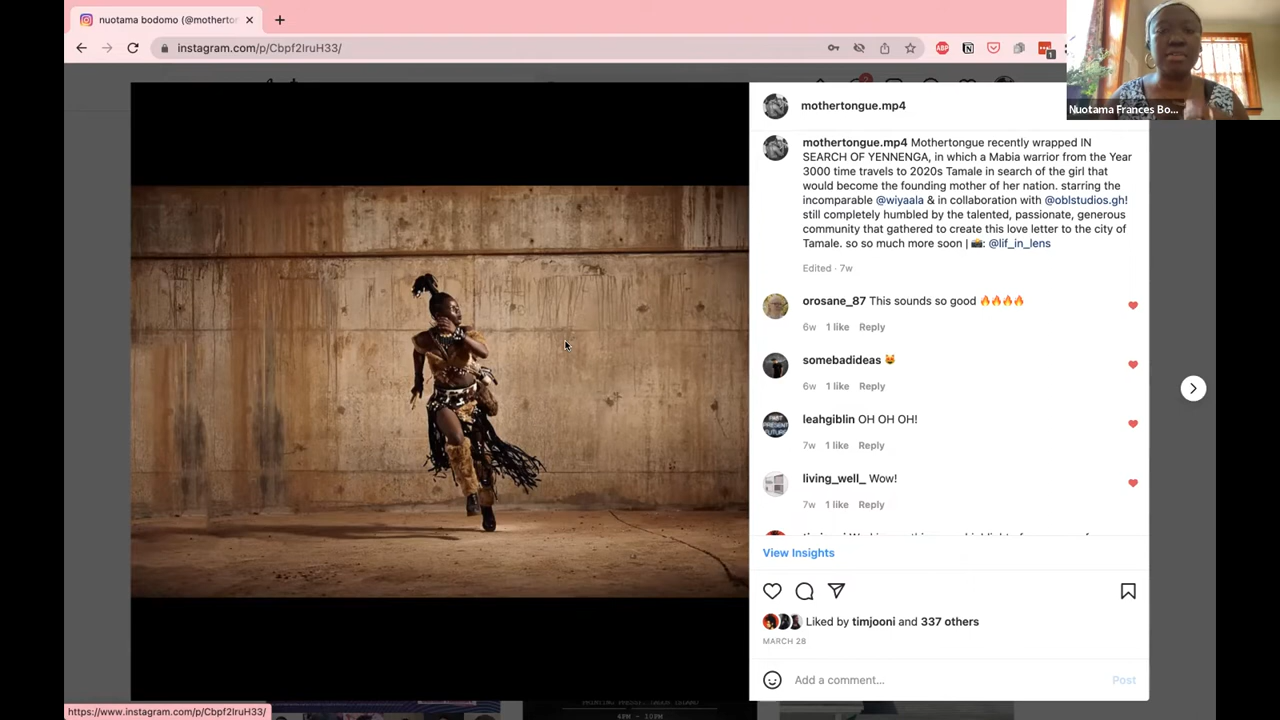 nuotama bodomo (@motherto
instagram.com/p/Cbpf2IruH33/
ABP
1
Nuotama Frances Bo...
mothertongue.mp4
mothertongue.mp4 Mothertongue recently wrapped IN
SEARCH OF YENNENGA, in which a Mabia warrior from the Year
3000 time travels to 2020s Tamale in search of the girl that
would become the founding mother of her nation. starring the
incomparable @wiyaala & in collaboration with @oblstudios.gh!
still completely humbled by the talented, passionate, generous
community that gathered to create this love letter to the city of
Tamale. so so much more soon | 📸: @lif_in_lens
Edited · 7w
orosane_87 This sounds so good 🔥🔥🔥🔥
6w 1 like Reply
somebadideas 😻
6w 1 like Reply
leahgiblin OH OH OH!
7w 1 like Reply
living_well_ Wow!
7w 1 like Reply
View Insights
Liked by timjooni and 337 others
MARCH 28
Add a comment...
Post
https://www.instagram.com/p/Cbpf2IruH33/
4PM - 10PM